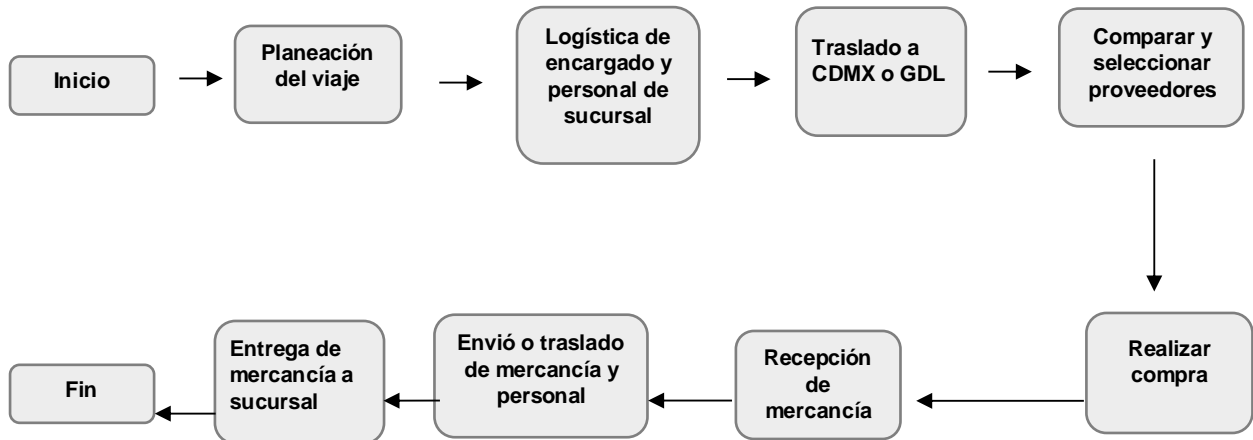 Inicio
Planeación
del viaje
Logística de
encargado y
personal de
sucursal
Traslado a
CDMX o GDL
Comparar y
seleccionar
proveedores
Realizar
compra
Recepción
de
mercancía
Envió o traslado
de mercancía y
personal
Entrega de
mercancía a
sucursal
Fin